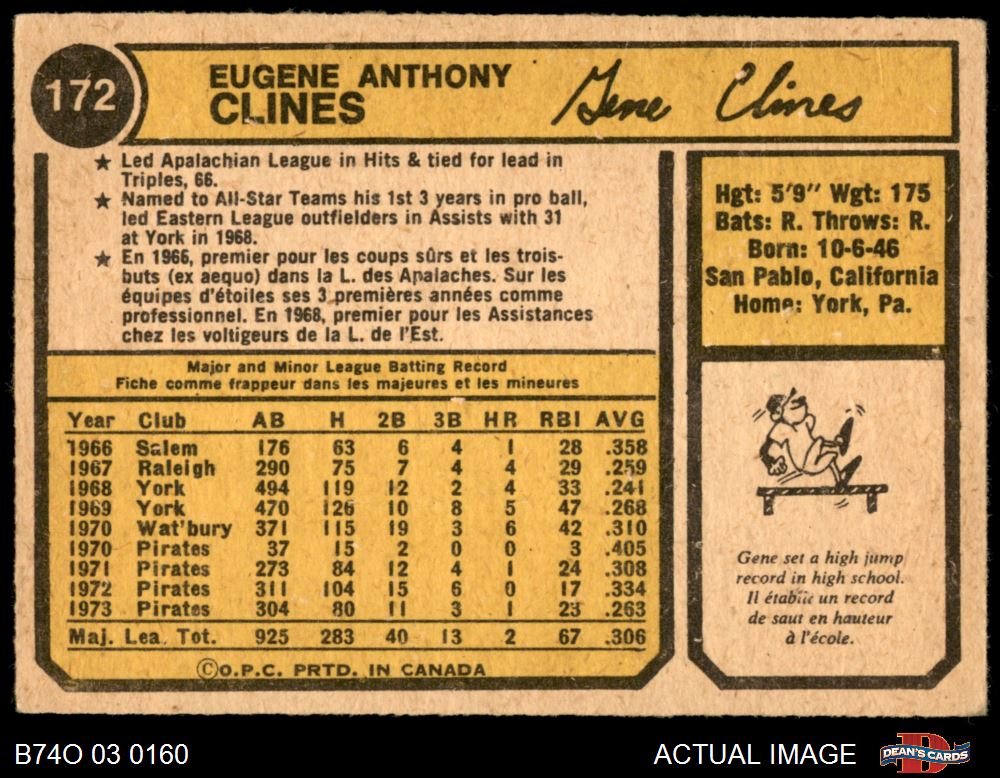 172
EUGENE ANTHONY
CLINES
Gene Clines
★ Led Apalachian League in Hits & tied for lead in
Triples, 66.
★ Named to All-Star Teams his 1st 3 years in pro ball,
led Eastern League outfielders in Assists with 31
at York in 1968.
★ En 1966, premier pour les coups sûrs et les trois-
buts (ex aequo) dans la L. des Apalaches. Sur les
équipes d'étoiles ses 3 premières années comme
professionnel. En 1968, premier pour les Assistances
chez les voltigeurs de la L. de l'Est.
Major and Minor League Batting Record
Fiche comme frappeur dans les majeures et les mineures
Year Club AB H 2B 3B HR RBI AVG
1966 Salem 176 63 6 4 1 28 .358
1967 Raleigh 290 75 7 4 4 29 .259
1968 York 494 119 12 2 4 33 .241
1969 York 470 126 10 8 5 47 .268
1970 Wat'bury 371 115 19 3 6 42 .310
1970 Pirates 37 15 2 0 0 3 .405
1971 Pirates 273 84 12 4 1 24 .308
1972 Pirates 311 104 15 6 0 17 .334
1973 Pirates 304 80 11 3 1 23 .263
Maj. Lea. Tot. 925 283 40 13 2 67 .306
©O.P.C. PRTD. IN CANADA
Hgt: 5'9" Wgt: 175
Bats: R. Throws: R.
Born: 10-6-46
San Pablo, California
Home: York, Pa.
Gene set a high jump
record in high school.
Il établit un record
de saut en hauteur
à l'école.
B74O 03 0160
ACTUAL IMAGE
DEAN'S CARDS